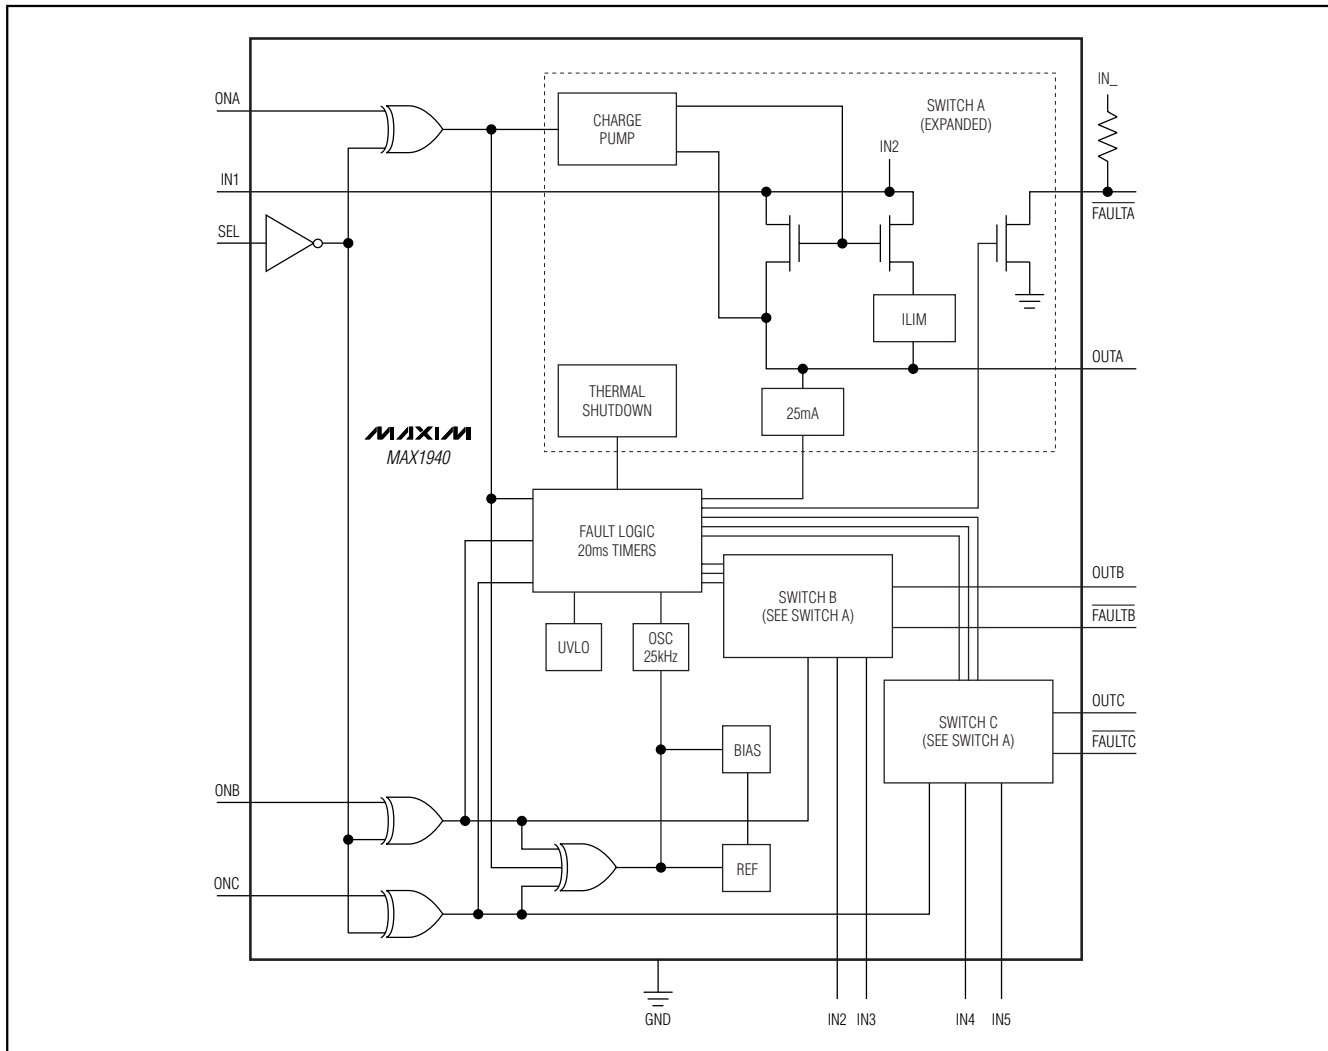 ONA
IN1
SEL
CHARGE
PUMP
SWITCH A
(EXPANDED)
IN2
IN_
FAULTA
ILIM
OUTA
THERMAL
SHUTDOWN
25mA
MAXIM
MAX1940
FAULT LOGIC
20ms TIMERS
UVLO
OSC
25kHz
SWITCH B
(SEE SWITCH A)
OUTB
FAULTB
SWITCH C
(SEE SWITCH A)
OUTC
FAULTC
BIAS
REF
ONB
ONC
GND
IN2
IN3
IN4
IN5